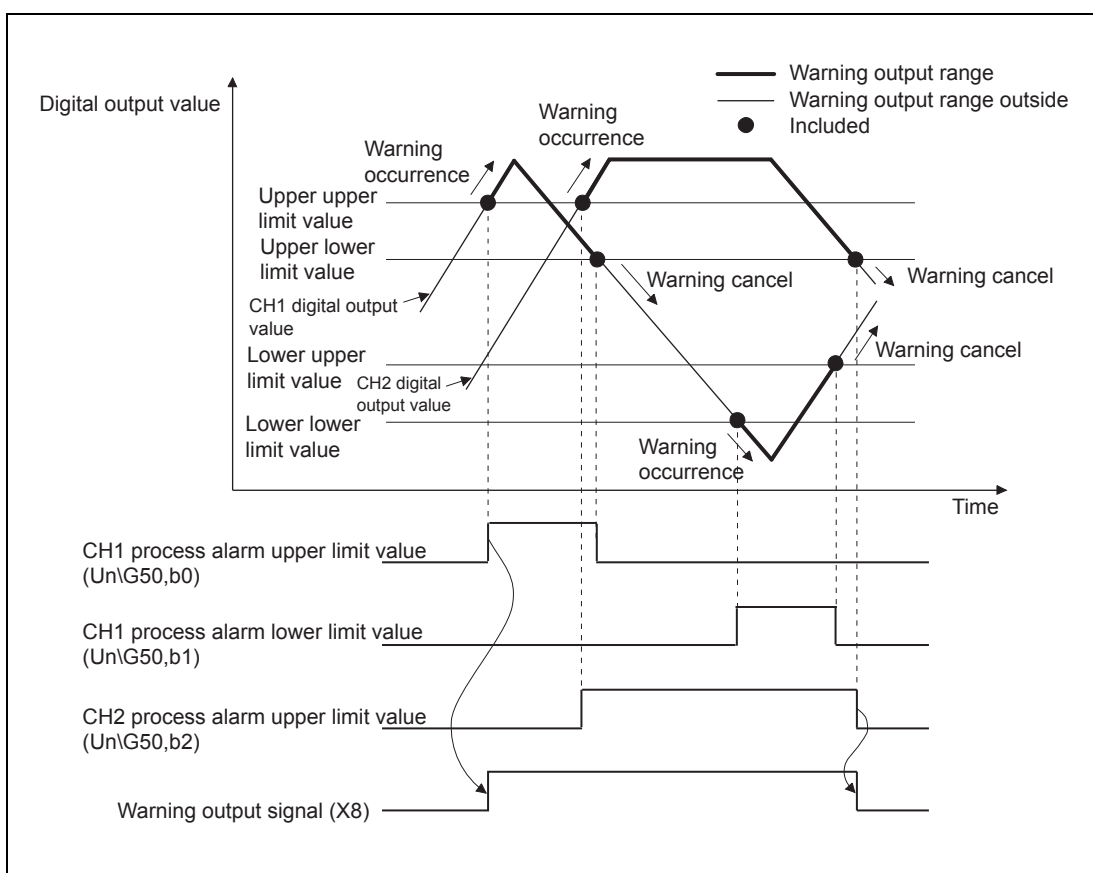 Warning output range
Digital output value
Warning output range outside
Warning
occurrence
Included
Warning
occurrence
Upper upper
limit value
Upper lower
limit value
Warning cancel
Warning cancel
CH1 digital output
value
Lower upper
limit value
Warning cancel
CH2 digital
output value
Lower lower
limit value
Warning
occurrence
Time
CH1 process alarm upper limit value
(Un\G50,b0)
CH1 process alarm lower limit value
(Un\G50,b1)
CH2 process alarm upper limit value
(Un\G50,b2)
Warning output signal (X8)